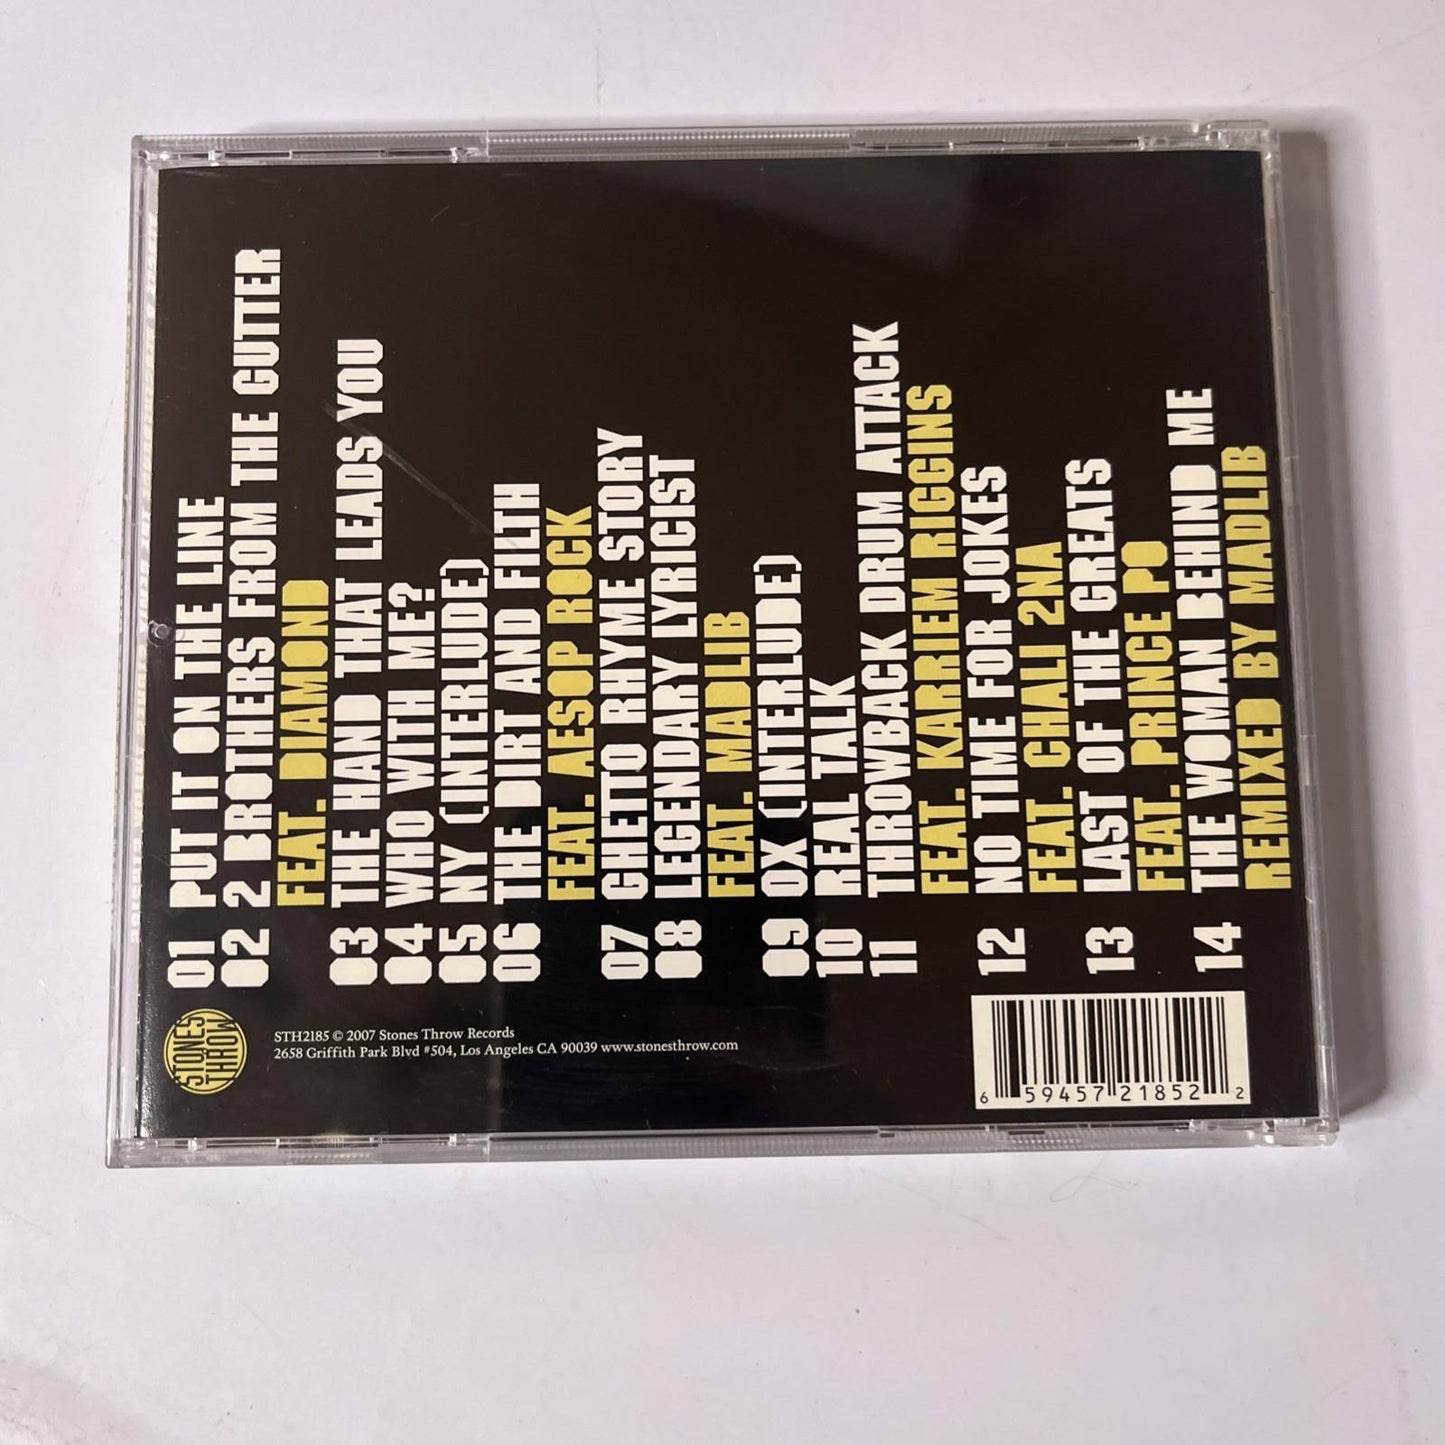 01 PUT IT ON THE LINE
02 2 BROTHERS FROM THE GUTTER
FEAT. DIAMOND
03 THE HAND THAT LEADS YOU
04 WHO WITH ME?
05 NY (INTERLUDE)
06 THE DIRT AND FILTH
FEAT. AESOP ROCK
07 GHETTO RHYME STORY
08 LEGENDARY LYRICIST
FEAT. MADLIB
09 OX (INTERLUDE)
10 REAL TALK
11 THROWBACK DRUM ATTACK
FEAT. KARRIEM RIGGINS
12 NO TIME FOR JOKES
FEAT. CHALI 2NA
13 LAST OF THE GREATS
FEAT. PRINCE PO
14 THE WOMAN BEHIND ME
REMIXED BY MADLIB
STONES
THROW
STH2185 © 2007 Stones Throw Records
2658 Griffith Park Blvd #504, Los Angeles CA 90039 www.stonesthrow.com
6 59457 21852 2